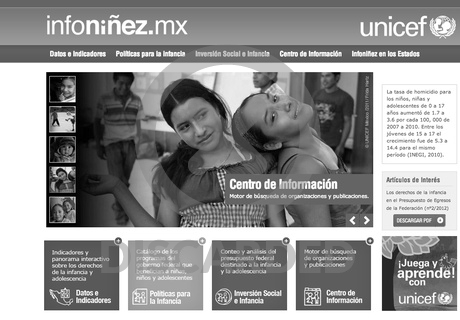 infoniñez.mx
unicef
Datos e Indicadores
Políticas para la Infancia
Inversión Social e Infancia
Centro de Información
Infoniñez en los Estados
Centro de Información
Motor de búsqueda de organizaciones y publicaciones.
La tasa de homicidio para
los niños, niñas y
adolescentes de 0 a 17
años aumentó de 1.7 a
3.6 por cada 100, 000 de
2007 a 2010. Entre los
jóvenes de 15 a 17 el
crecimiento fue de 5.3 a
14.4 para el mismo
período (INEGI, 2010).
Artículos de Interés
Los derechos de la infancia
en el Presupuesto de Egresos
de la Federación (nº2/2012)
DESCARGAR PDF
Indicadores y
panorama interactivo
sobre los derechos
de la infancia y
adolescencia
Datos e
Indicadores
Catálogo de los
programas del
gobierno federal que
benefician a niñas,
niños y adolescentes
Políticas para
la Infancia
Conteo y análisis del
presupuesto federal
destinado a la infancia
y la adolescencia
Inversión Social
e Infancia
Motor de búsqueda
de organizaciones
y publicaciones
Centro de
Información
¡Juega y
aprende!
con
unicef